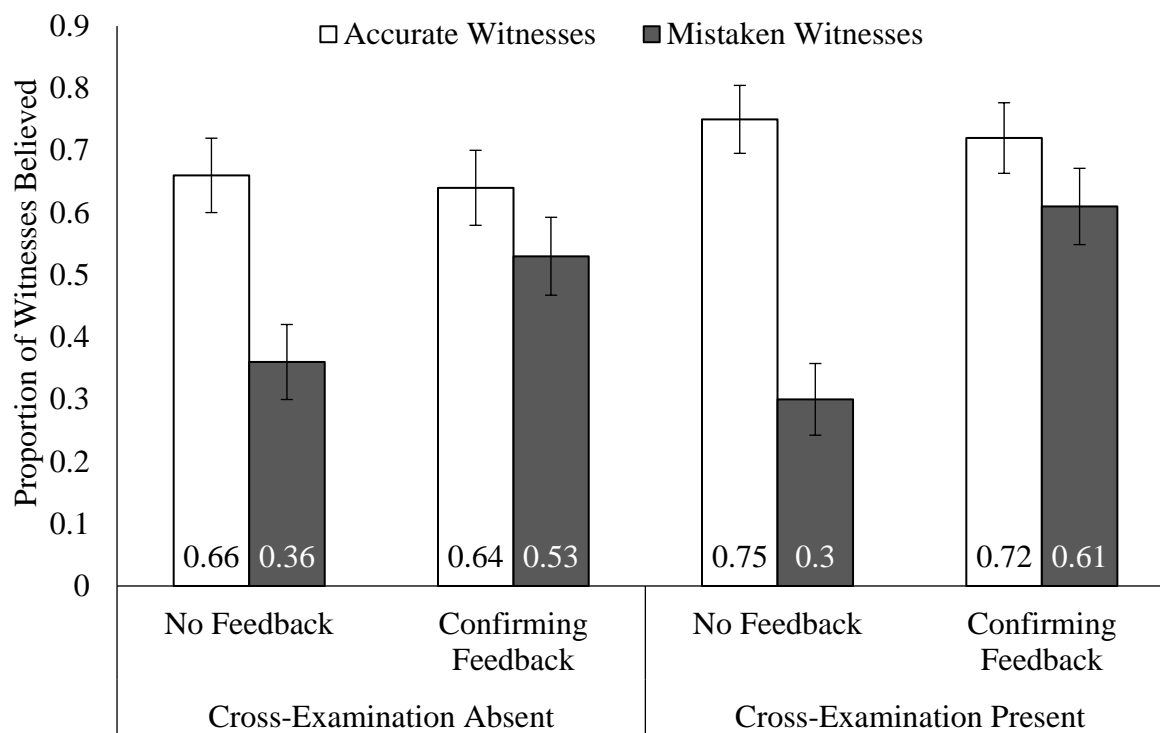 Proportion of Witnesses Believed
0.9
0.8
0.7
0.6
0.5
0.4
0.3
0.2
0.1
0
Accurate Witnesses Mistaken Witnesses
0.66 0.36 0.64 0.53 0.75 0.3 0.72 0.61
No Feedback Confirming No Feedback Confirming
Feedback Feedback
Cross-Examination Absent Cross-Examination Present